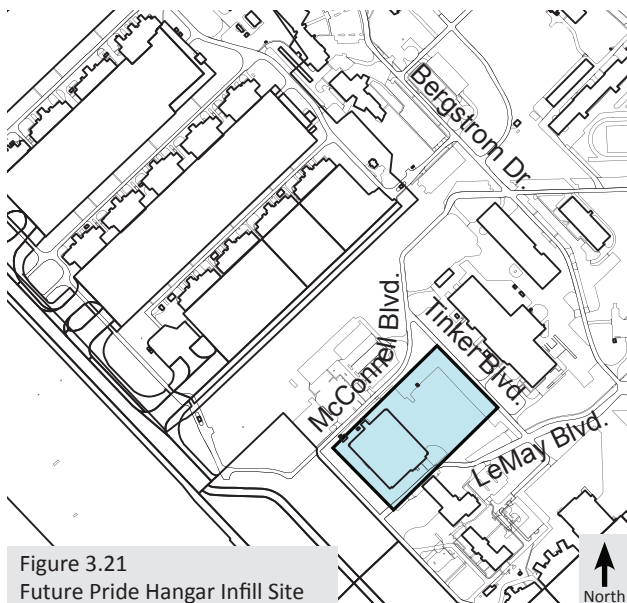 Bergstrom Dr.
McConnell Blvd.
Tinker Blvd.
LeMay Blvd.
Figure 3.21
Future Pride Hangar Infill Site
North